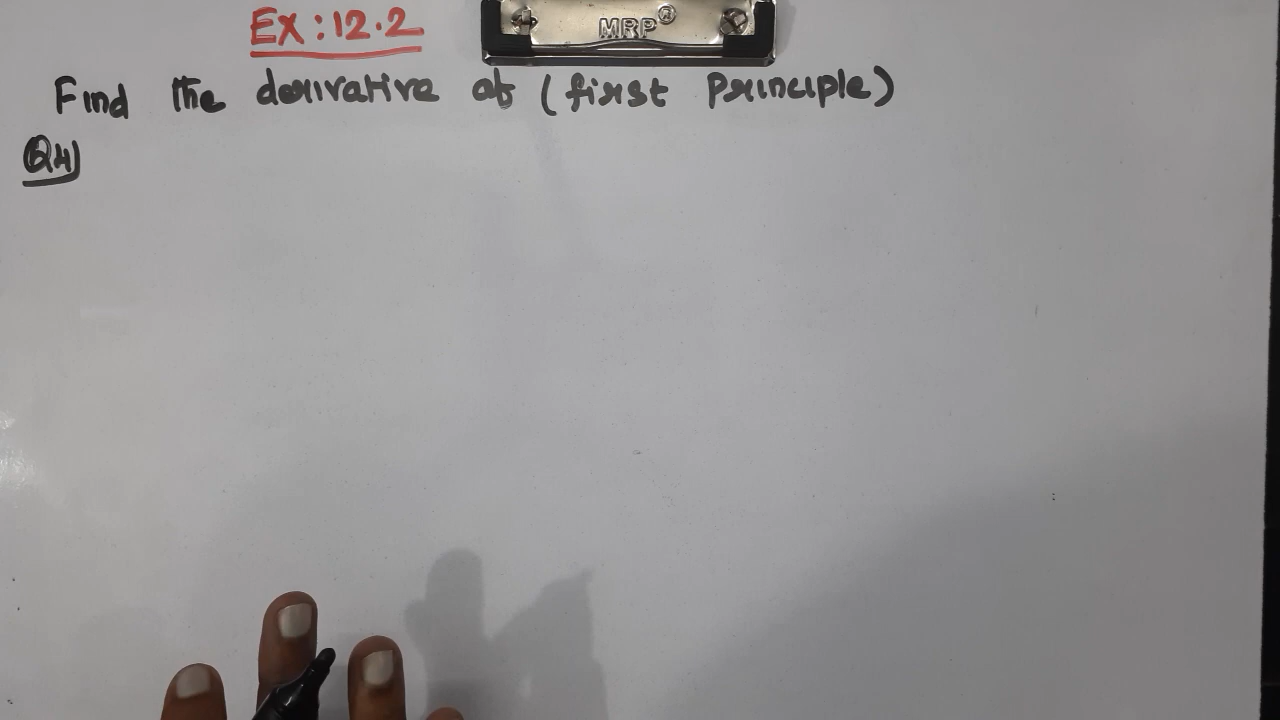 MRP®
Ex : 12.2
Find the derivative of (first principle)
Q4)